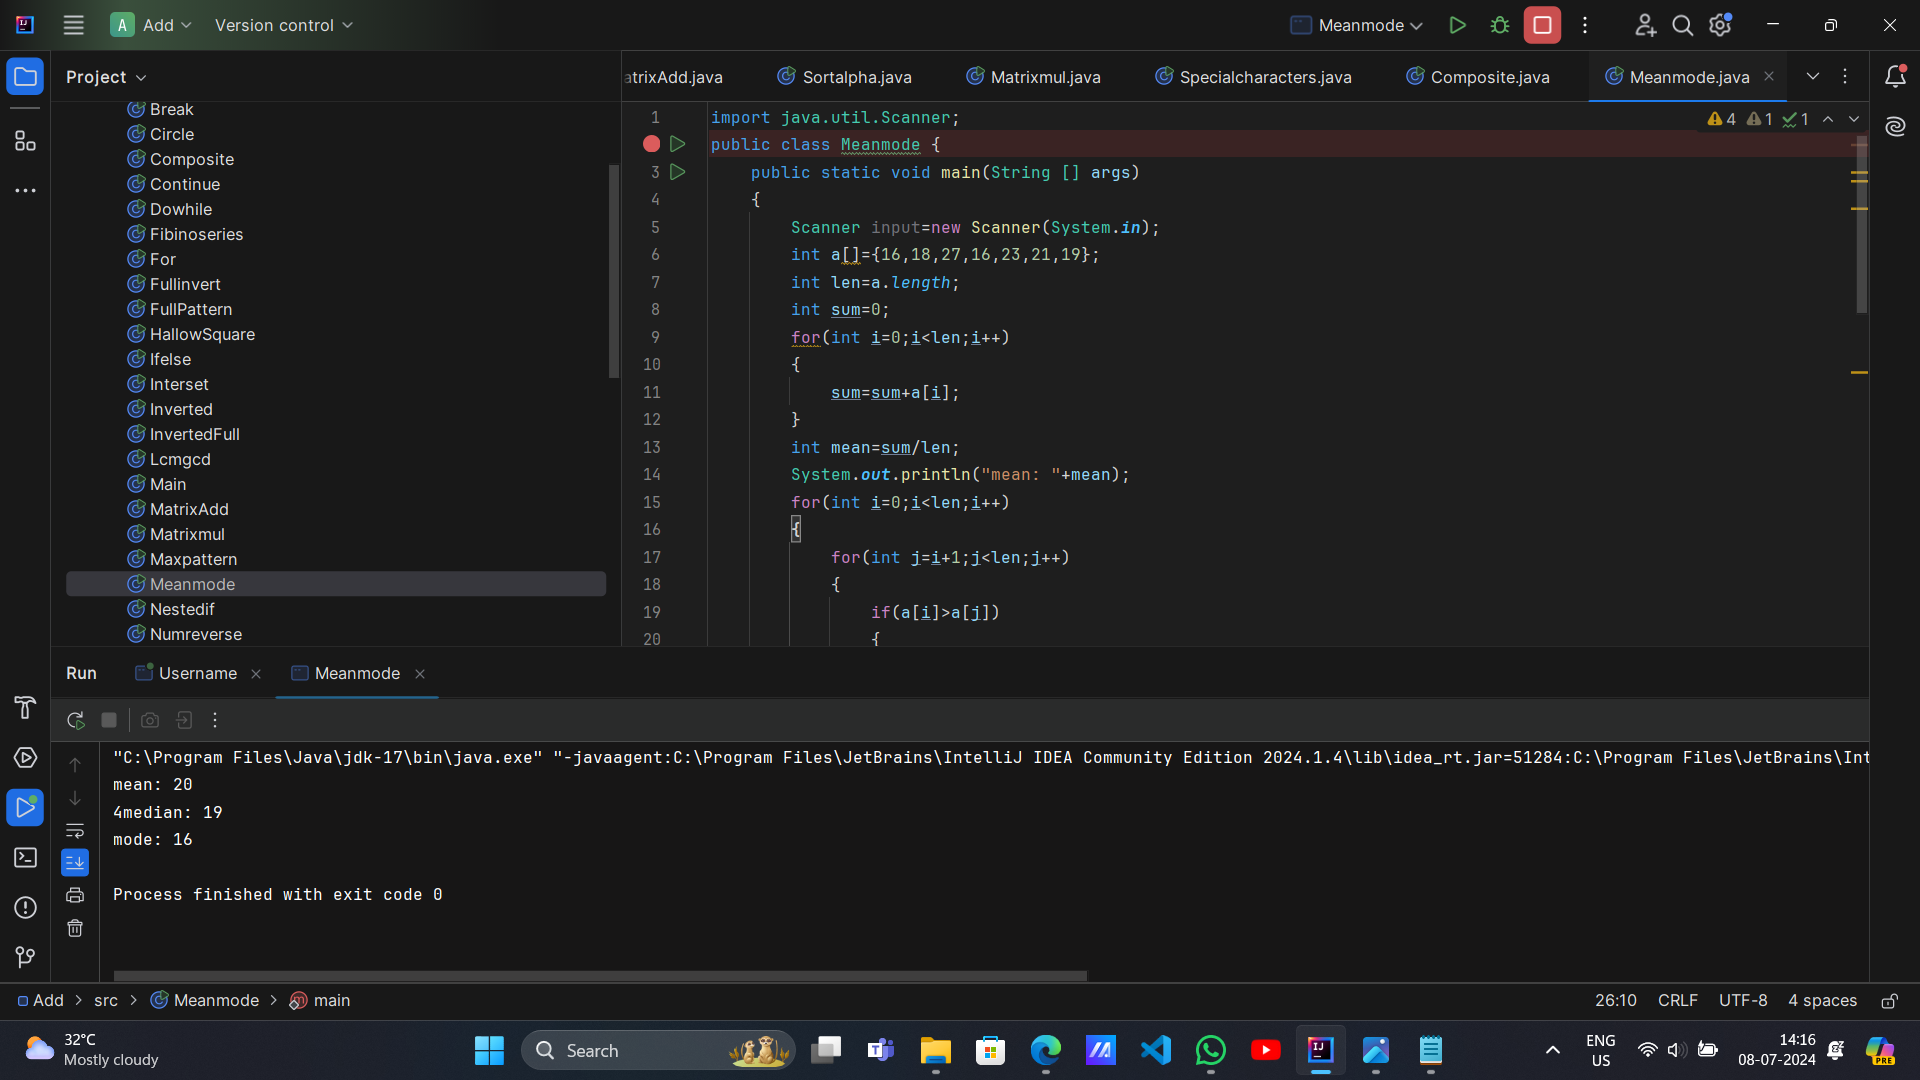 A Add Version control Meanmode
Project
atrixAdd.java Sortalpha.java Matrixmul.java Specialcharacters.java Composite.java Meanmode.java
Break
Circle
Composite
Continue
Dowhile
Fibinoseries
For
Fullinvert
FullPattern
HallowSquare
Ifelse
Interset
Inverted
InvertedFull
Lcmgcd
Main
MatrixAdd
Matrixmul
Maxpattern
Meanmode
Nestedif
Numreverse
4 1 1
1 import java.util.Scanner;
public class Meanmode {
3 public static void main(String [] args)
4 {
5 Scanner input=new Scanner(System.in);
6 int a[]={16,18,27,16,23,21,19};
7 int len=a.length;
8 int sum=0;
9 for(int i=0;i<len;i++)
10 {
11 sum=sum+a[i];
12 }
13 int mean=sum/len;
14 System.out.println("mean: "+mean);
15 for(int i=0;i<len;i++)
16 {
17 for(int j=i+1;j<len;j++)
18 {
19 if(a[i]>a[j])
20 {
Run Username Meanmode
"C:\Program Files\Java\jdk-17\bin\java.exe" "-javaagent:C:\Program Files\JetBrains\IntelliJ IDEA Community Edition 2024.1.4\lib\idea_rt.jar=51284:C:\Program Files\JetBrains\Int
mean: 20
4median: 19
mode: 16
Process finished with exit code 0
Add > src > Meanmode > main 26:10 CRLF UTF-8 4 spaces
32°C
Mostly cloudy
Search
ENG
US
14:16
08-07-2024
PRE